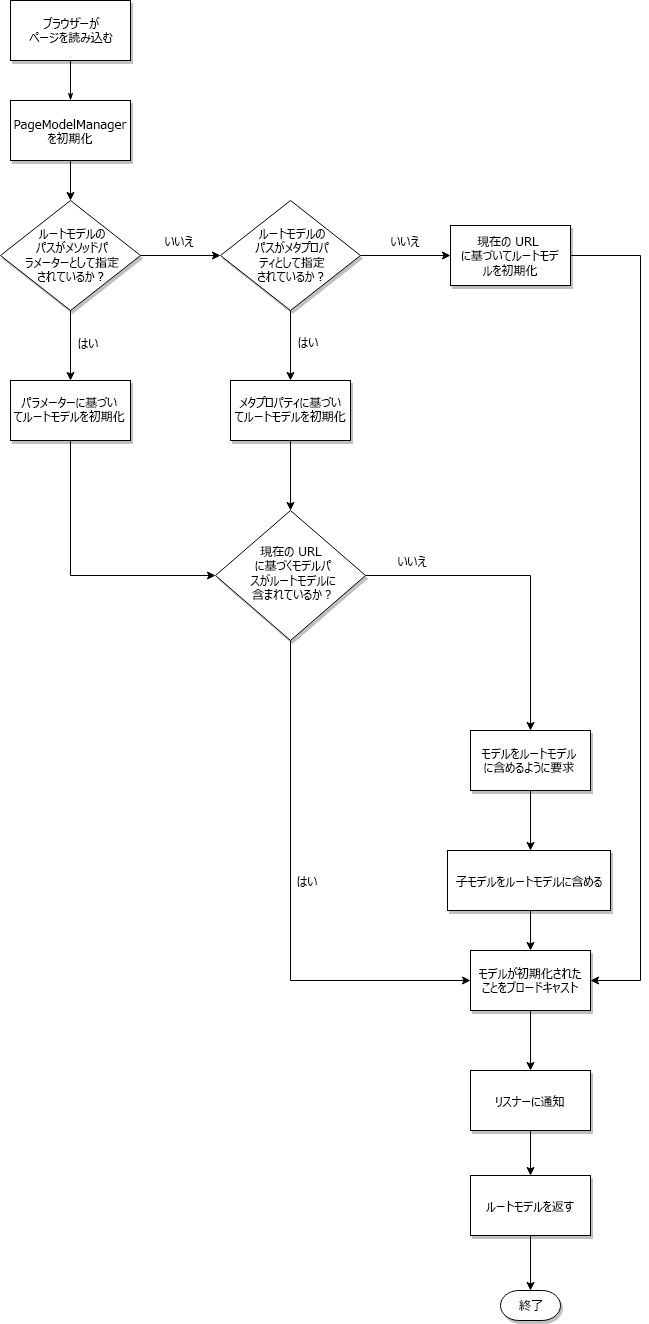 ブラウザーが
ページを読み込む
PageModelManager
を初期化
ルートモデルの
パスがメソッドパ
ラメーターとして指定
されているか？
いいえ
ルートモデルの
パスがメタプロパ
ティとして指定
されているか？
いいえ
現在の URL
に基づいてルートモデ
ルを初期化
はい
はい
パラメーターに基づい
てルートモデルを初期化
メタプロパティに基づい
てルートモデルを初期化
現在の URL
に基づくモデルパ
スがルートモデルに
含まれているか？
いいえ
モデルをルートモデル
に含めるように要求
はい
子モデルをルートモデルに含める
モデルが初期化された
ことをブロードキャスト
リスナーに通知
ルートモデルを返す
終了